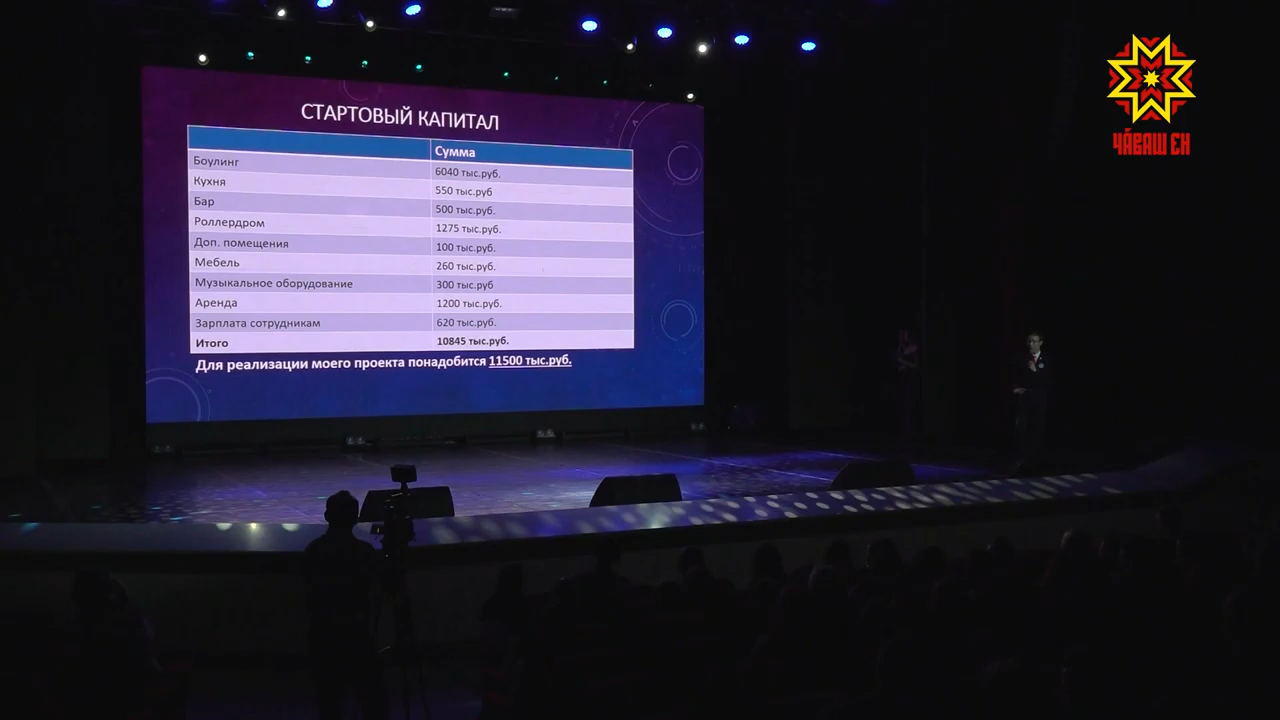 СТАРТОВЫЙ КАПИТАЛ
Сумма
Боулинг 6040 тыс.руб.
Кухня 550 тыс.руб
Бар 500 тыс.руб.
Роллердром 1275 тыс.руб.
Доп. помещения 100 тыс.руб.
Мебель 260 тыс.руб.
Музыкальное оборудование 300 тыс.руб
Аренда 1200 тыс.руб.
Зарплата сотрудникам 620 тыс.руб.
Итого 10845 тыс.руб.
Для реализации моего проекта понадобится 11500 тыс.руб.
ЧӐВАШ ЕН